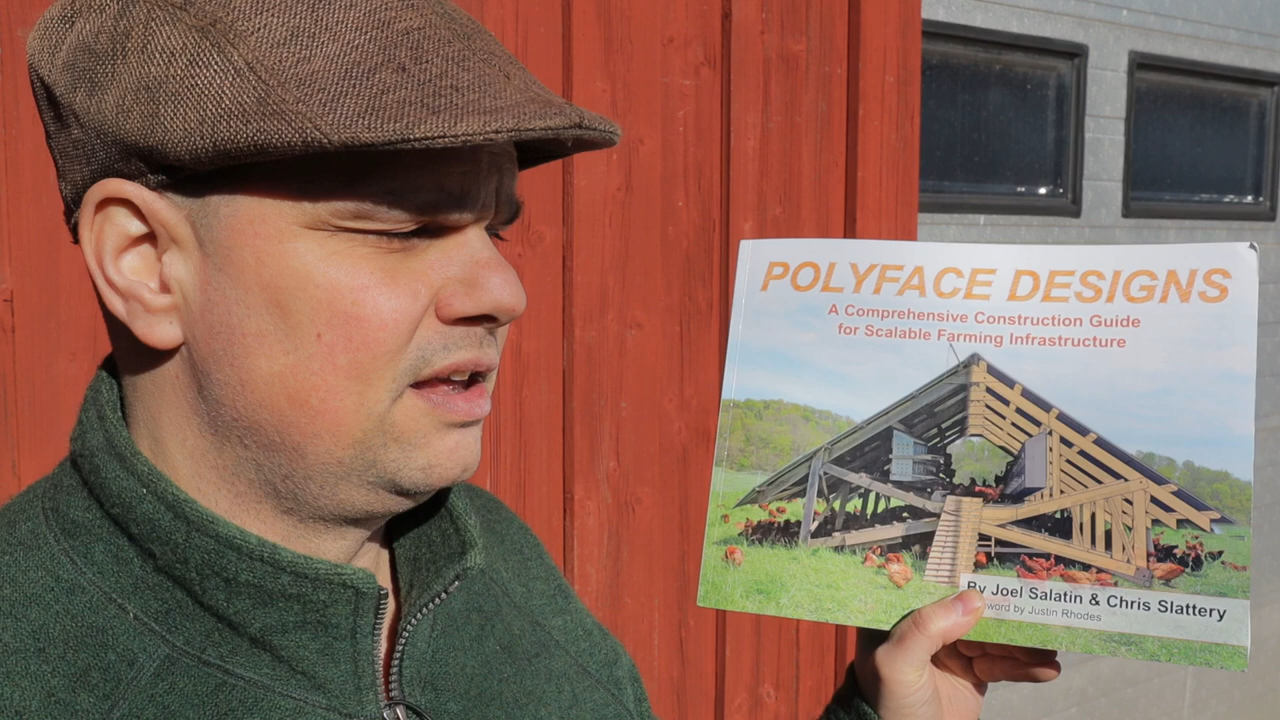 POLYFACE DESIGNS
A Comprehensive Construction Guide
for Scalable Farming Infrastructure
By Joel Salatin & Chris Slattery
word by Justin Rhodes